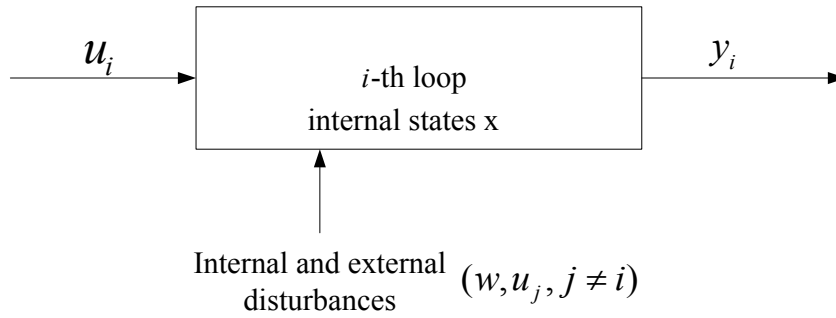 u_i
y_i
i-th loop
internal states x
Internal and external
disturbances
(w, u_j, j ≠ i)